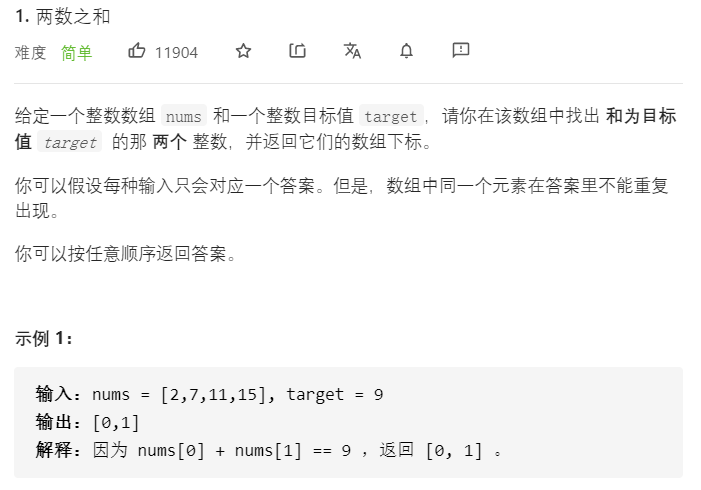 1. 两数之和
难度 简单 11904
给定一个整数数组 nums 和一个整数目标值 target，请你在该数组中找出 和为目标
值 target 的那 两个 整数，并返回它们的数组下标。
你可以假设每种输入只会对应一个答案。但是，数组中同一个元素在答案里不能重复
出现。
你可以按任意顺序返回答案。
示例 1：
输入：nums = [2,7,11,15], target = 9
输出：[0,1]
解释：因为 nums[0] + nums[1] == 9 ，返回 [0, 1] 。